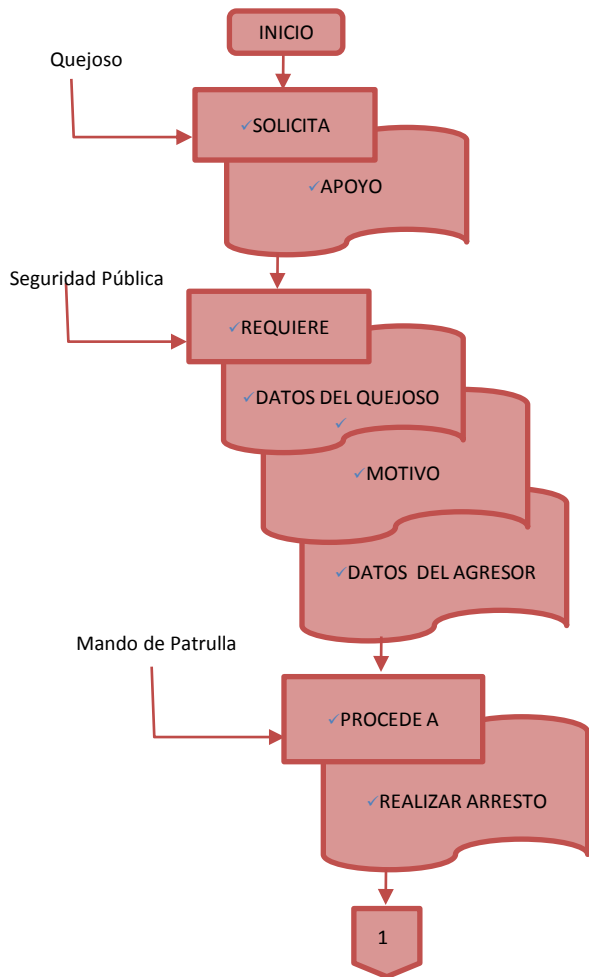 INICIO
Quejoso
✓SOLICITA
✓APOYO
Seguridad Pública
✓REQUIERE
✓DATOS DEL QUEJOSO
✓
✓MOTIVO
✓DATOS DEL AGRESOR
Mando de Patrulla
✓PROCEDE A
✓REALIZAR ARRESTO
1